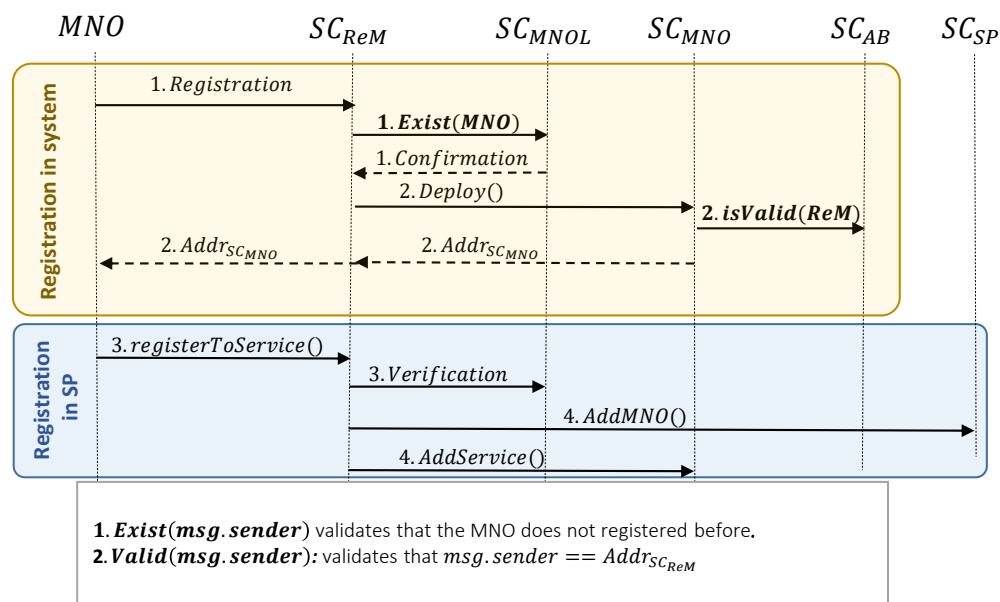 MNO SC_ReM SC_MNOL SC_MNO SC_AB SC_SP
Registration in system
1. Registration
1. Exist(MNO)
1. Confirmation
2. Deploy()
2. isValid(ReM)
2. Addr_SC_MNO 2. Addr_SC_MNO
Registration
in SP
3. registerToService()
3. Verification
4. AddMNO()
4. AddService()
1. Exist(msg.sender) validates that the MNO does not registered before.
2. Valid(msg.sender): validates that msg.sender == Addr_SC_ReM